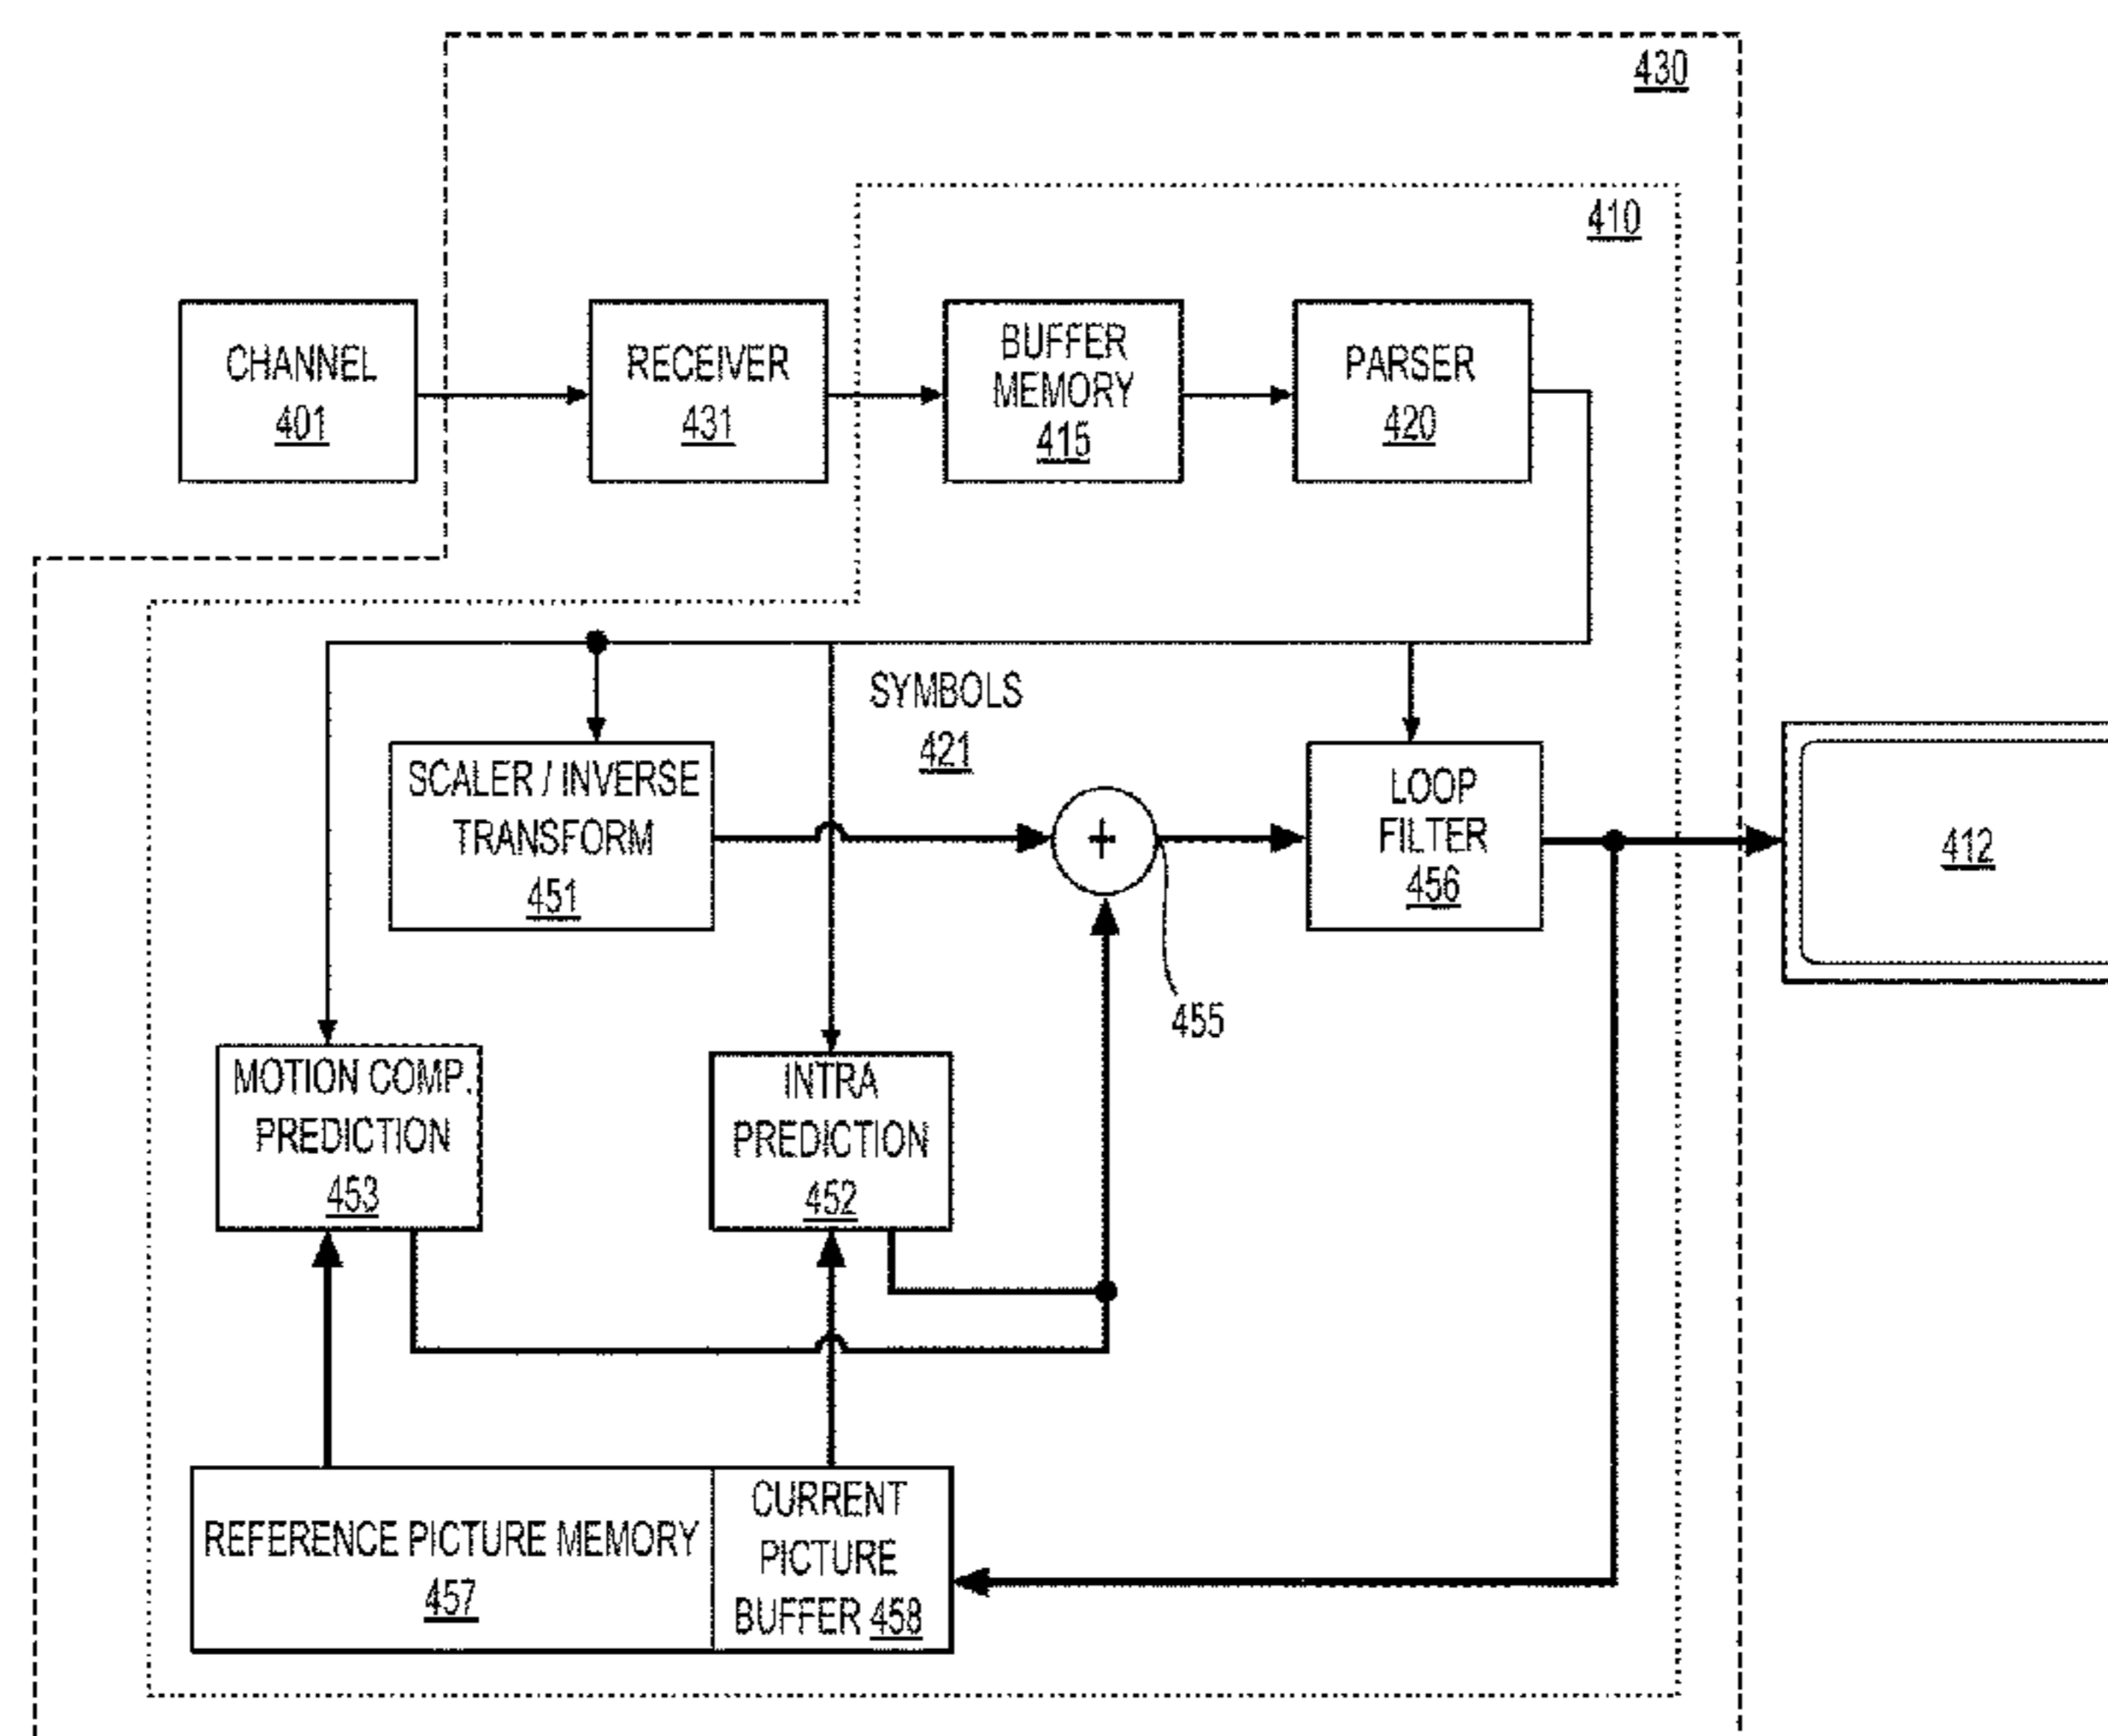 430
410
CHANNEL
401
RECEIVER
431
BUFFER
MEMORY
415
PARSER
420
SYMBOLS
421
SCALER / INVERSE
TRANSFORM
451
+
LOOP
FILTER
456
412
455
MOTION COMP.
PREDICTION
453
INTRA
PREDICTION
452
REFERENCE PICTURE MEMORY
457
CURRENT
PICTURE
BUFFER 458